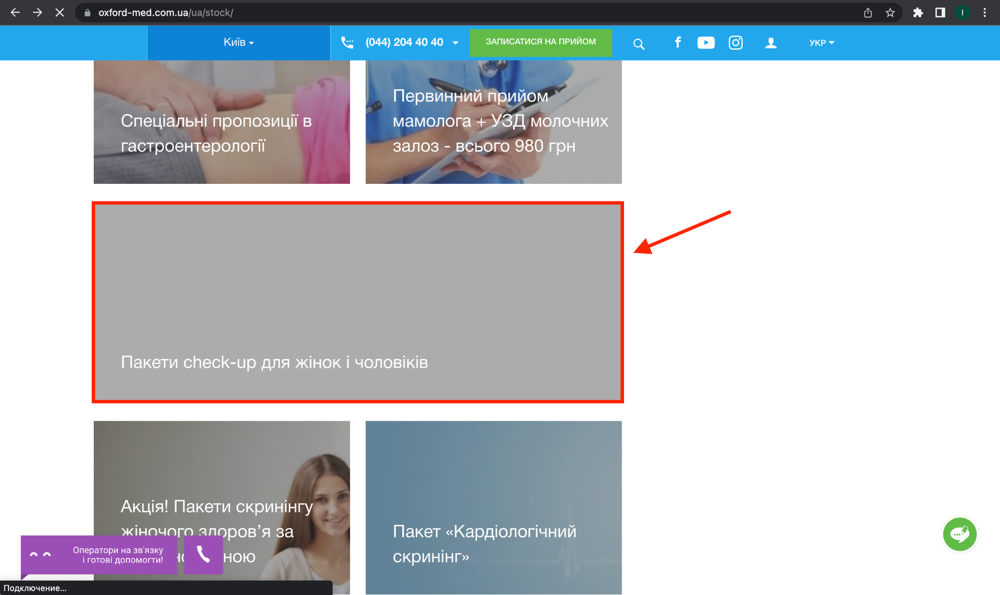 oxford-med.com.ua/ua/stock/
I
Київ
(044) 204 40 40
ЗАПИСАТИСЯ НА ПРИЙОМ
УКР
Спеціальні пропозиції в
гастроентерології
Первинний прийом
мамолога + УЗД молочних
залоз - всього 980 грн
Пакети check-up для жінок і чоловіків
Акція! Пакети скринінгу
жіночого здоров’я за
ною
Пакет «Кардіологічний
скринінг»
Оператори на зв'язку
і готові допомогти!
Подключение...